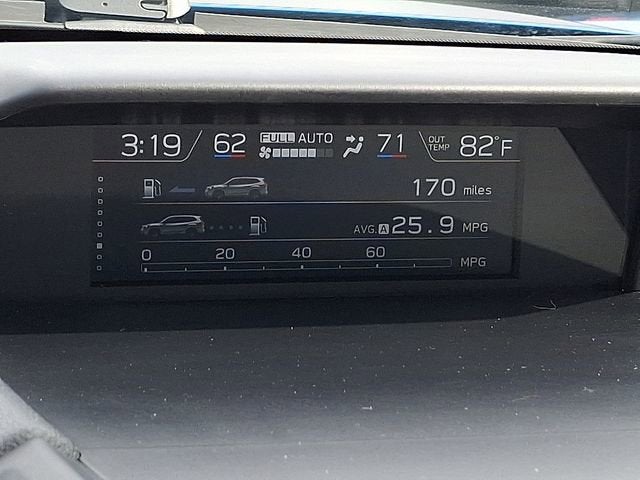 3:19 62 FULL AUTO 71 OUT TEMP 82°F
170 miles
AVG. A 25.9 MPG
0 20 40 60
MPG